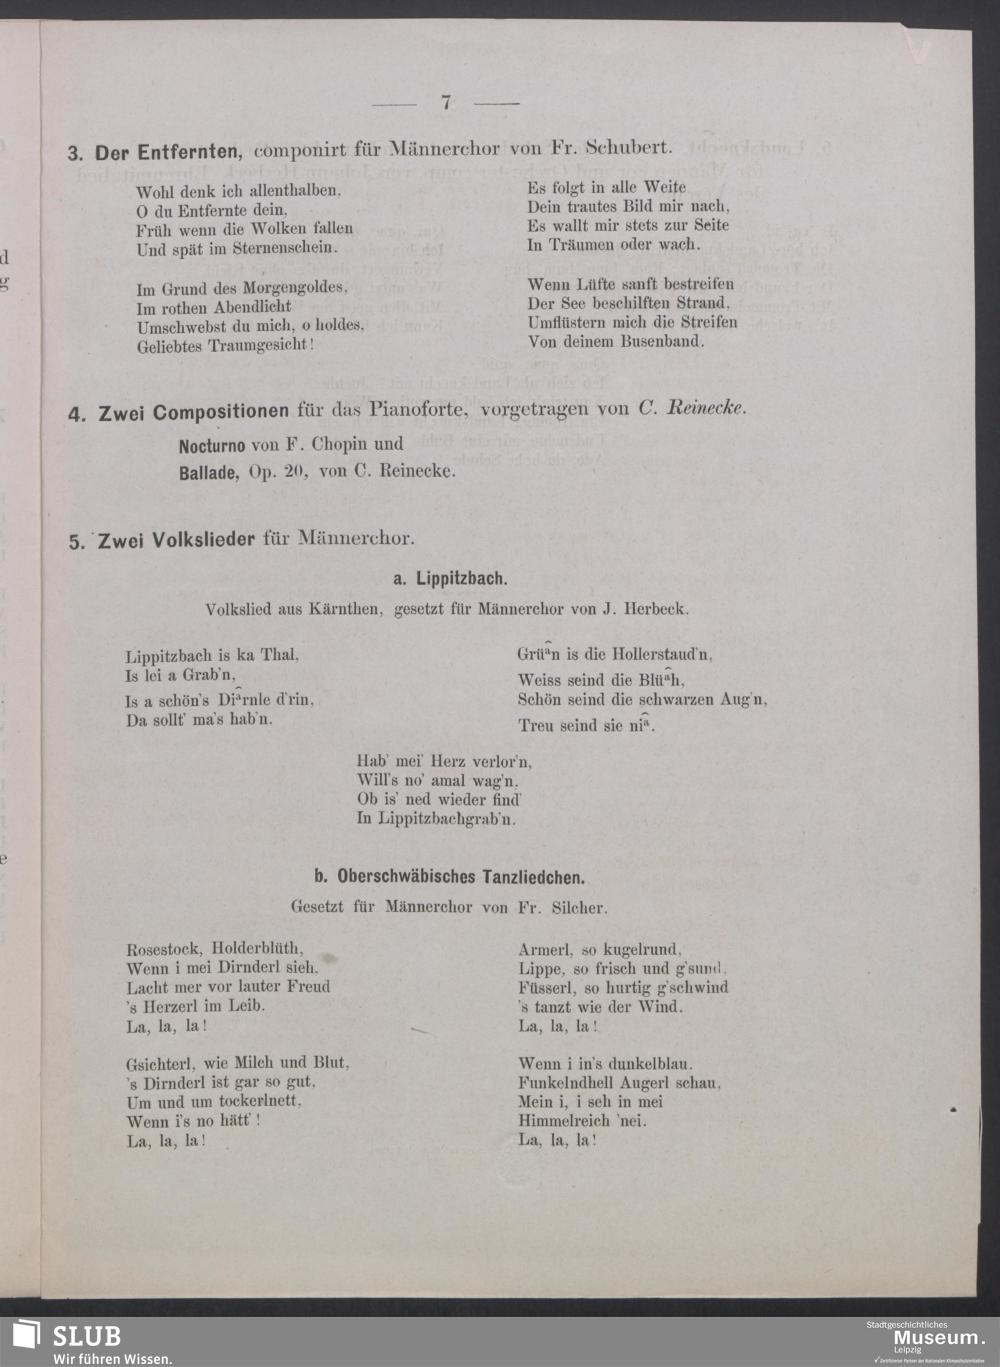 7
3. Der Entfernten, componirt für Männerchor von Fr. Schubert.
Wohl denk ich allenthalben,
O du Entfernte dein,
Früh wenn die Wolken fallen
Und spät im Sternenschein.
Im Grund des Morgengoldes,
Im rothen Abendlicht
Umschwebst du mich, o holdes,
Geliebtes Traumgesicht!
Es folgt in alle Weite
Dein trautes Bild mir nach,
Es wallt mir stets zur Seite
In Träumen oder wach.
Wenn Lüfte sanft bestreifen
Der See beschilften Strand,
Umflüstern mich die Streifen
Von deinem Busenband.
4. Zwei Compositionen für das Pianoforte, vorgetragen von C. Reinecke.
Nocturno von F. Chopin und
Ballade, Op. 20, von C. Reinecke.
5. Zwei Volkslieder für Männerchor.
a. Lippitzbach.
Volkslied aus Kärnthen, gesetzt für Männerchor von J. Herbeck.
Lippitzbach is ka Thal,
Is lei a Grab'n,
Is a schön's Di͡arnle d'rin,
Da sollt' ma's hab'n.
Grü͡an is die Hollerstaud'n,
Weiss seind die Blü͡ah,
Schön seind die schwarzen Aug'n,
Treu seind sie ni͡a.
Hab' mei' Herz verlor'n,
Will's no' amal wag'n,
Ob is' ned wieder find'
In Lippitzbachgrab'n.
b. Oberschwäbisches Tanzliedchen.
Gesetzt für Männerchor von Fr. Silcher.
Rosestock, Holderblüth,
Wenn i mei Dirnderl sieh,
Lacht mer vor lauter Freud
's Herzerl im Leib.
La, la, la!
Gsichterl, wie Milch und Blut,
's Dirnderl ist gar so gut,
Um und um tockerlnett,
Wenn i's no hätt'!
La, la, la!
Armerl, so kugelrund,
Lippe, so frisch und g'sund,
Füsserl, so hurtig g'schwind
's tanzt wie der Wind.
La, la, la!
Wenn i in's dunkelblau,
Funkelndhell Augerl schau,
Mein i, i seh in mei
Himmelreich 'nei.
La, la, la!
SLUB
Wir führen Wissen.
Stadtgeschichtliches
Museum.
Leipzig